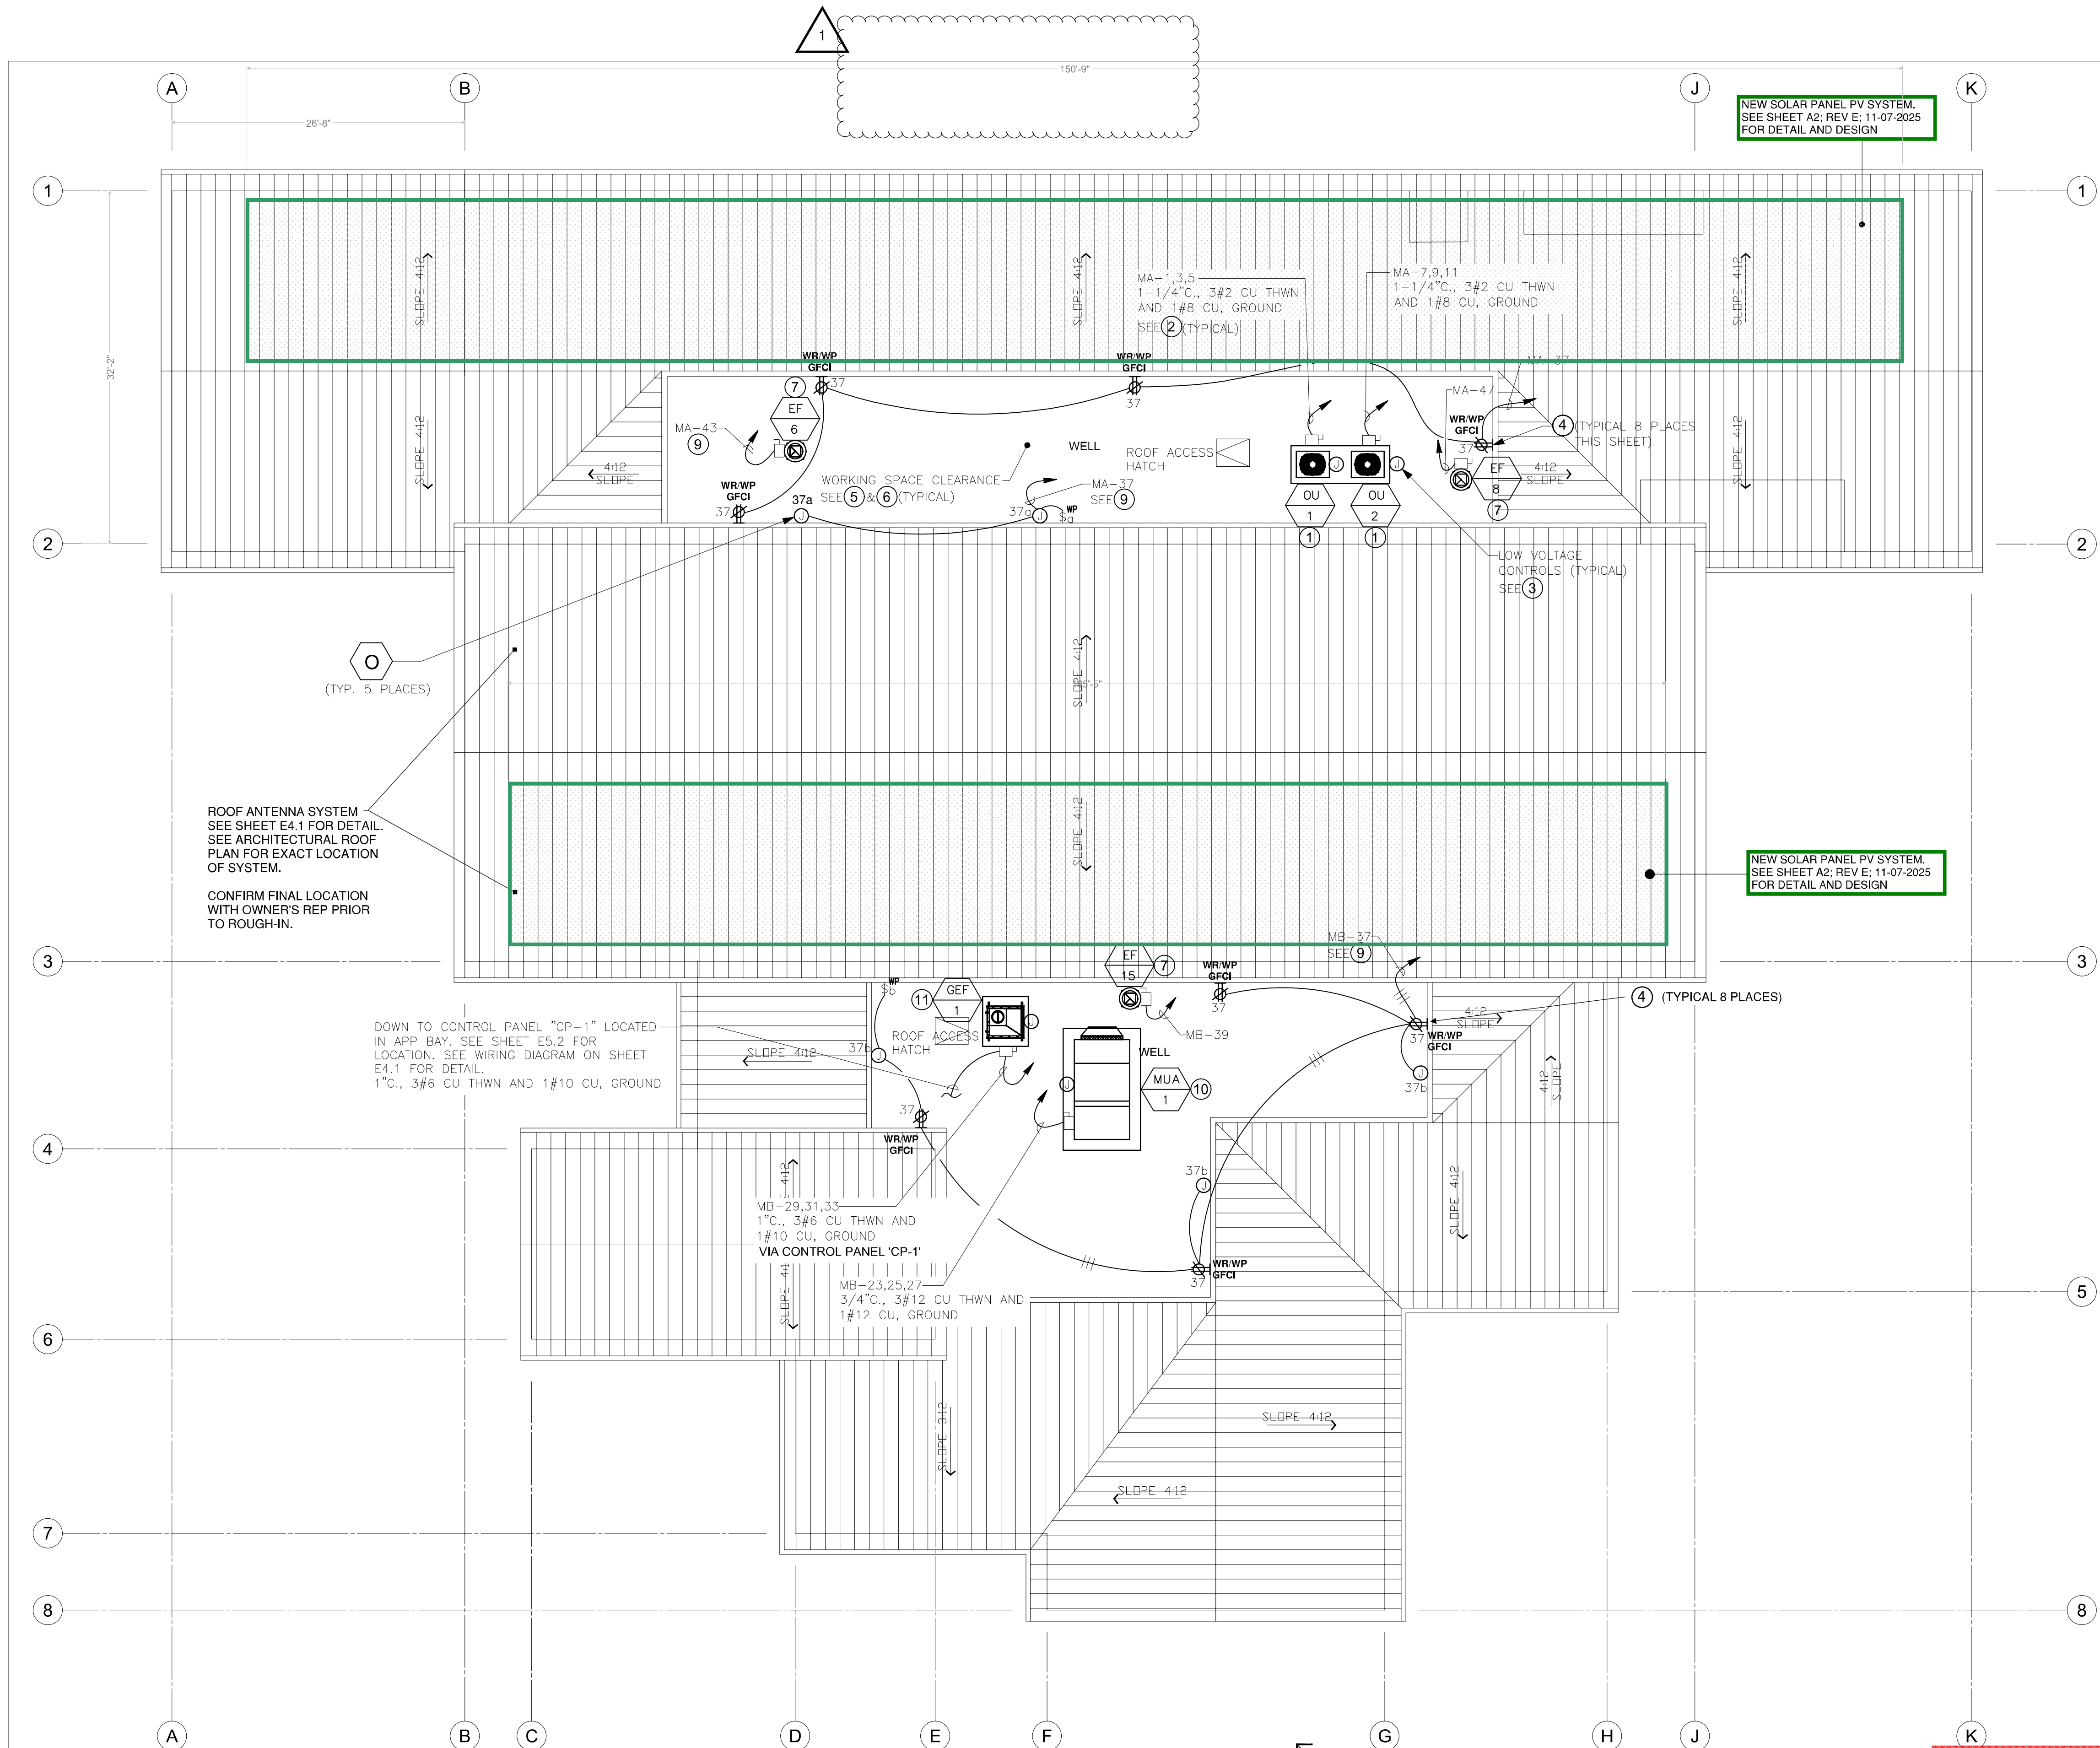 1
150'-9"
A
B
J
K
26'-8"
NEW SOLAR PANEL PV SYSTEM.
SEE SHEET A2; REV E; 11-07-2025
FOR DETAIL AND DESIGN
1
1
32'-2"
SLOPE 4:12
SLOPE 4:12
SLOPE 4:12
MA-1,3,5
1-1/4"C., 3#2 CU THWN
AND 1#8 CU, GROUND
SEE 2 (TYPICAL)
MA-7,9,11
1-1/4"C., 3#2 CU THWN
AND 1#8 CU, GROUND
WR/WP
GFCI
37
WR/WP
GFCI
37
MA-37
MA-47
7
EF
6
MA-43
9
WR/WP
GFCI
37
4 (TYPICAL 8 PLACES
THIS SHEET)
SLOPE 4:12
SLOPE 4:12
4:12
SLOPE
WELL
ROOF ACCESS
HATCH
WORKING SPACE CLEARANCE
SEE 5 & 6 (TYPICAL)
MA-37
SEE 9
WR/WP
GFCI
37
37a
J
37a
J
WP
$a
J
J
OU
1
1
OU
2
1
EF
8
7
4:12
SLOPE
2
2
LOW VOLTAGE
CONTROLS (TYPICAL)
SEE 3
O
(TYP. 5 PLACES)
SLOPE 4:12
SLOPE 4:12
ROOF ANTENNA SYSTEM
SEE SHEET E4.1 FOR DETAIL.
SEE ARCHITECTURAL ROOF
PLAN FOR EXACT LOCATION
OF SYSTEM.
CONFIRM FINAL LOCATION
WITH OWNER'S REP PRIOR
TO ROUGH-IN.
NEW SOLAR PANEL PV SYSTEM.
SEE SHEET A2; REV E; 11-07-2025
FOR DETAIL AND DESIGN
3
3
MB-37
SEE 9
EF
15
7
WR/WP
GFCI
37
WP
$b
11
GEF
1
J
4 (TYPICAL 8 PLACES)
DOWN TO CONTROL PANEL "CP-1" LOCATED
IN APP BAY. SEE SHEET E5.2 FOR
LOCATION. SEE WIRING DIAGRAM ON SHEET
E4.1 FOR DETAIL.
1"C., 3#6 CU THWN AND 1#10 CU, GROUND
ROOF ACCESS
HATCH
MB-39
WELL
37
WR/WP
GFCI
4:12
SLOPE
SLOPE 4:12
37b
J
J
MUA
1
10
J
37b
4:12
SLOPE
37
WR/WP
GFCI
4
SLOPE 4:12
37b
J
SLOPE 4:12
MB-29,31,33
1"C., 3#6 CU THWN AND
1#10 CU, GROUND
VIA CONTROL PANEL 'CP-1'
WR/WP
GFCI
37
MB-23,25,27
3/4"C., 3#12 CU THWN AND
1#12 CU, GROUND
SLOPE 4:1
5
6
SLOPE 3:12
SLOPE 4:12
SLOPE 4:12
7
8
8
A
B
C
D
E
F
G
H
J
K